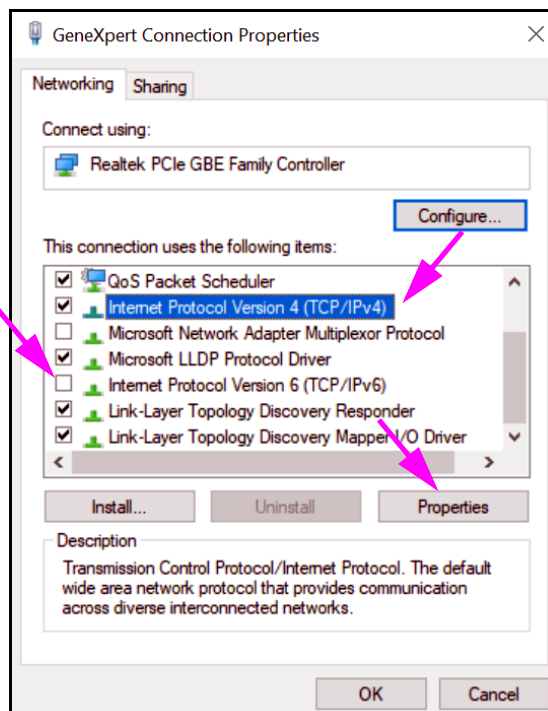 GeneXpert Connection Properties
Networking
Sharing
Connect using:
Realtek PCIe GBE Family Controller
Configure...
This connection uses the following items:
QoS Packet Scheduler
Internet Protocol Version 4 (TCP/IPv4)
Microsoft Network Adapter Multiplexor Protocol
Microsoft LLDP Protocol Driver
Internet Protocol Version 6 (TCP/IPv6)
Link-Layer Topology Discovery Responder
Link-Layer Topology Discovery Mapper I/O Driver
Install...
Uninstall
Properties
Description
Transmission Control Protocol/Internet Protocol. The default
wide area network protocol that provides communication
across diverse interconnected networks.
OK
Cancel